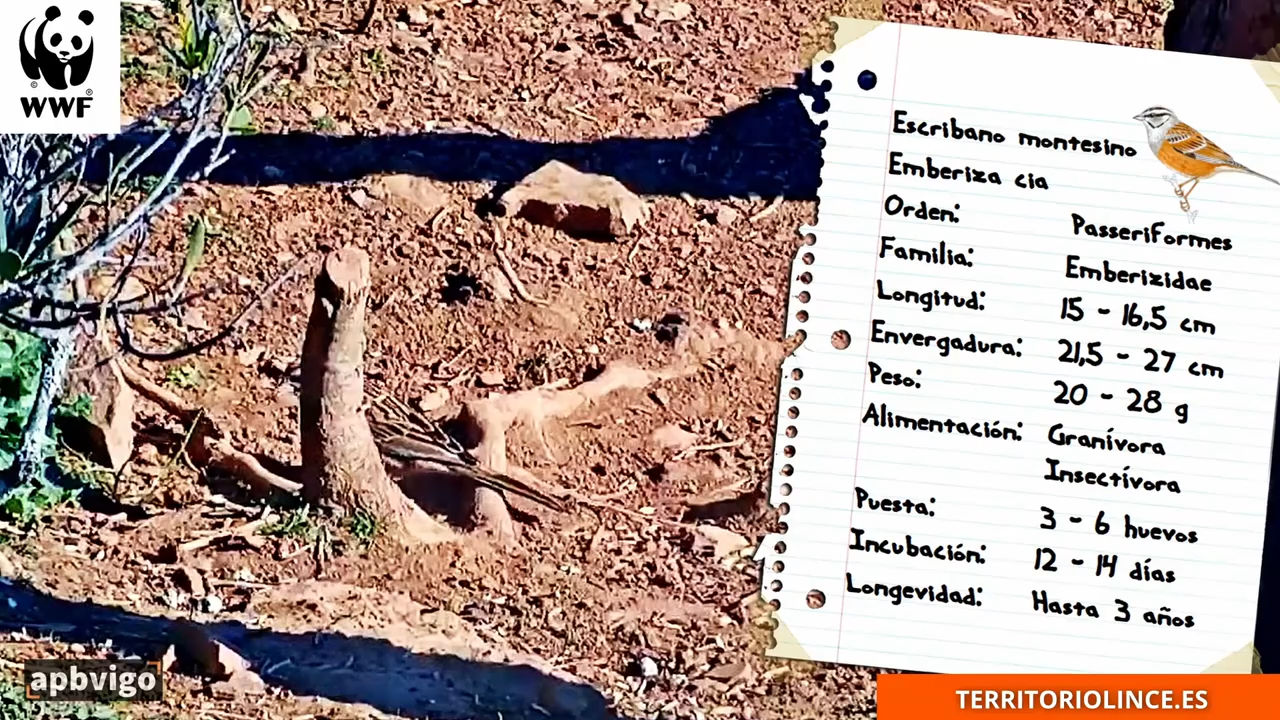 WWF
Escribano montesino
Emberiza cia
Orden: Passeriformes
Familia: Emberizidae
Longitud: 15 - 16,5 cm
Envergadura: 21,5 - 27 cm
Peso: 20 - 28 g
Alimentación: Granívora
Insectívora
Puesta: 3 - 6 huevos
Incubación: 12 - 14 días
Longevidad: Hasta 3 años
apbvigo
TERRITORIOLINCE.ES